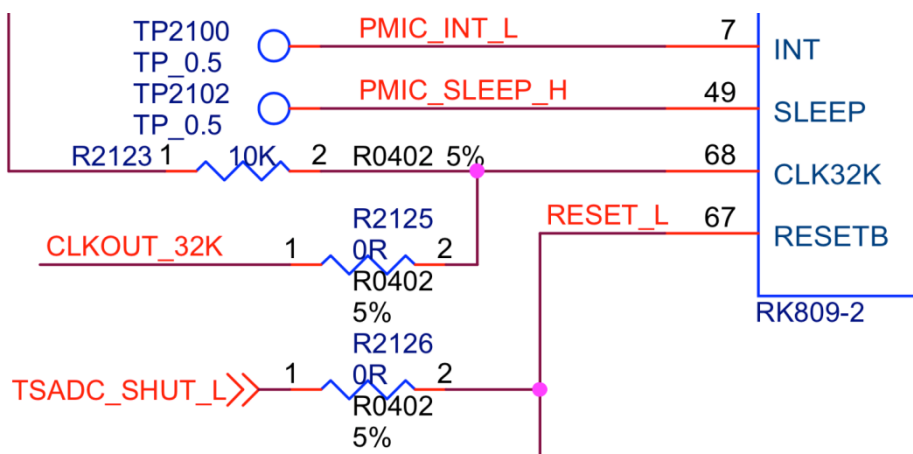 TP2100
TP_0.5
PMIC_INT_L
7
INT
TP2102
TP_0.5
PMIC_SLEEP_H
49
SLEEP
R2123 1 10K 2 R0402 5%
68
CLK32K
RESET_L
67
RESETB
CLKOUT_32K
1
R2125
0R
2
R0402
5%
RK809-2
TSADC_SHUT_L
1
R2126
0R
2
R0402
5%